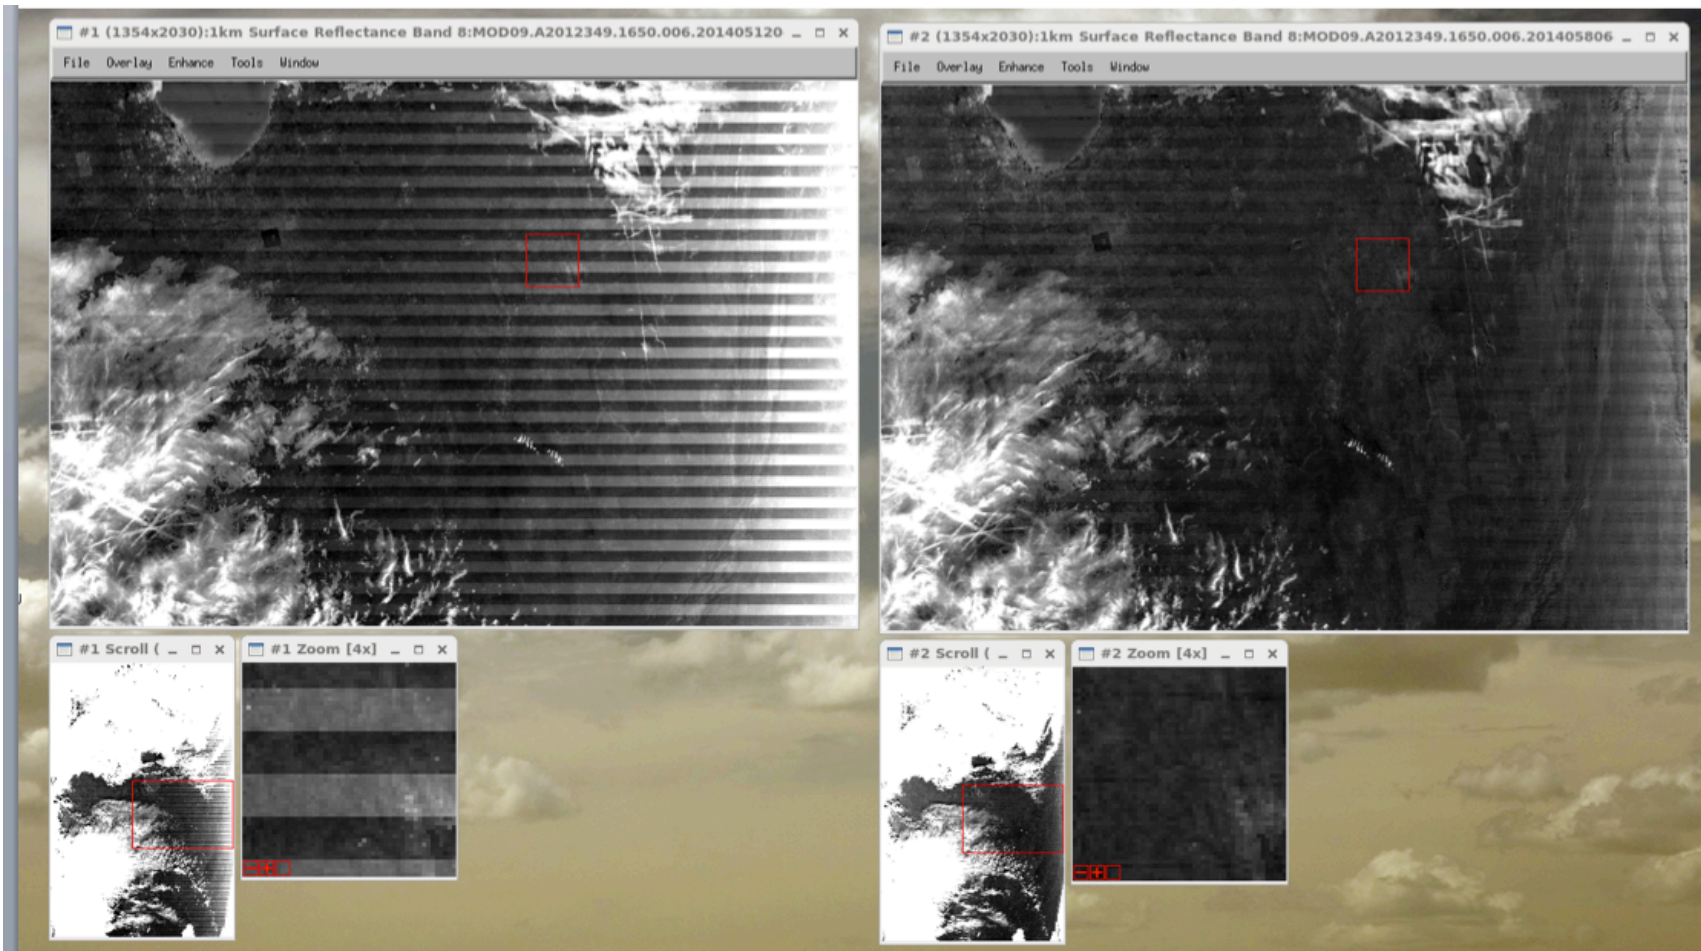 #1 (1354x2030):1km Surface Reflectance Band 8:MOD09.A2012349.1650.006.201405120
File Overlay Enhance Tools Window
#2 (1354x2030):1km Surface Reflectance Band 8:MOD09.A2012349.1650.006.201405806
File Overlay Enhance Tools Window
#1 Scroll (
#1 Zoom [4x]
#2 Scroll (
#2 Zoom [4x]